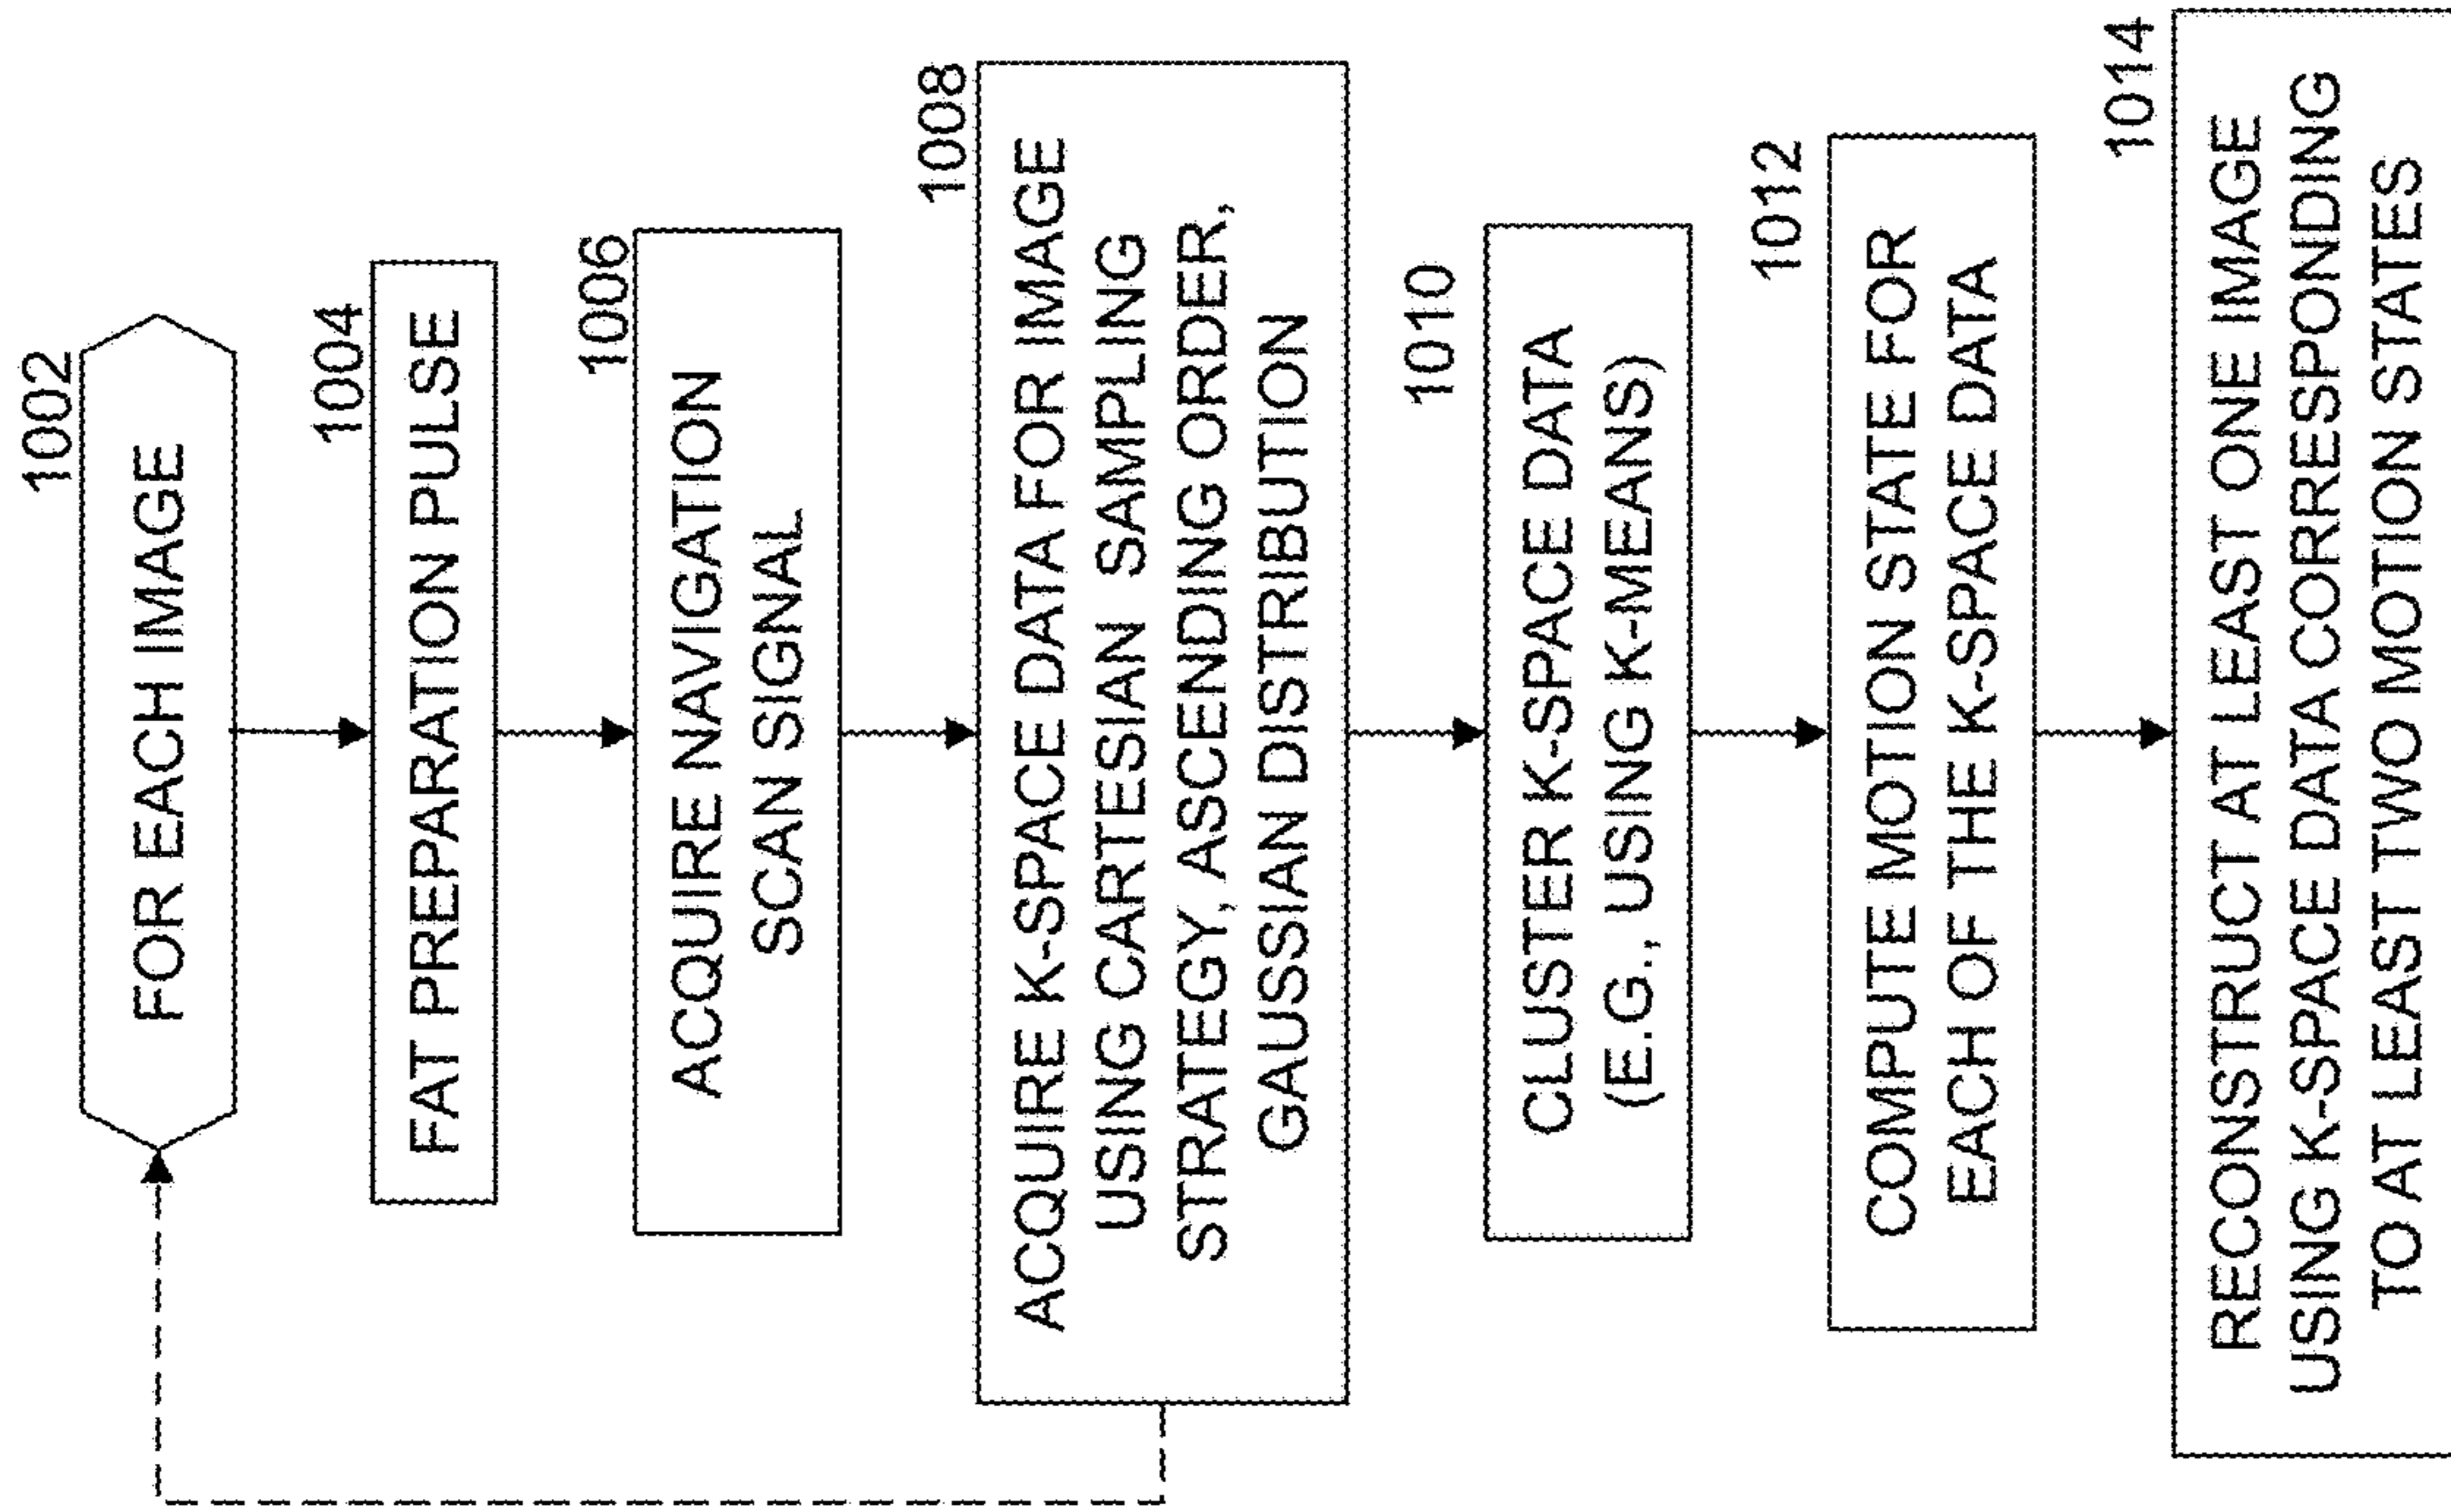 1002
FOR EACH IMAGE
1004
FAT PREPARATION PULSE
1006
ACQUIRE NAVIGATION
SCAN SIGNAL
1008
ACQUIRE K-SPACE DATA FOR IMAGE
USING CARTESIAN SAMPLING
STRATEGY, ASCENDING ORDER,
GAUSSIAN DISTRIBUTION
1010
CLUSTER K-SPACE DATA
(E.G., USING K-MEANS)
1012
COMPUTE MOTION STATE FOR
EACH OF THE K-SPACE DATA
1014
RECONSTRUCT AT LEAST ONE IMAGE
USING K-SPACE DATA CORRESPONDING
TO AT LEAST TWO MOTION STATES